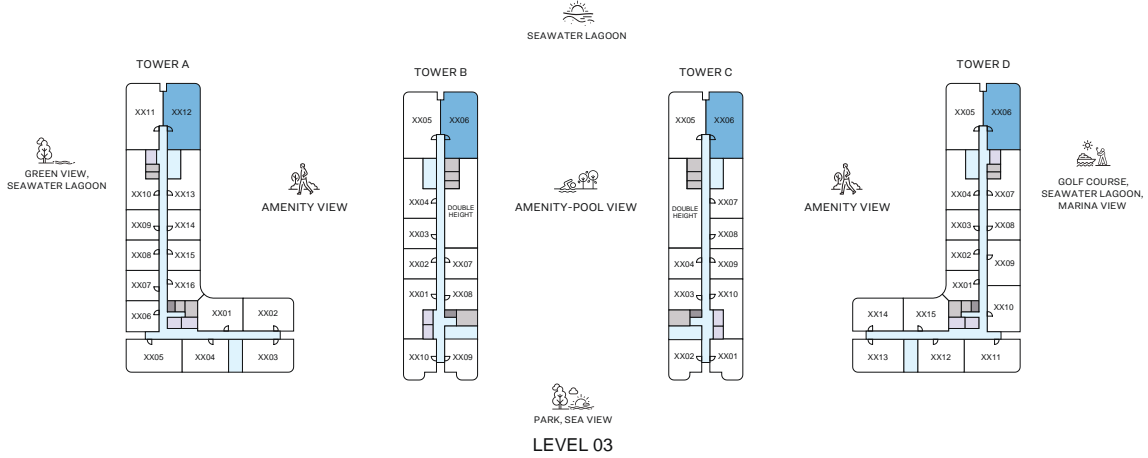 SEAWATER LAGOON
TOWER A
TOWER B
TOWER C
TOWER D
XX11
XX12
XX10
XX13
XX09
XX14
XX08
XX15
XX07
XX16
XX06
XX01
XX02
XX05
XX04
XX03
XX05
XX06
XX04
DOUBLE
HEIGHT
XX03
XX02
XX07
XX01
XX08
XX10
XX09
XX05
XX06
DOUBLE
HEIGHT
XX07
XX08
XX04
XX09
XX03
XX10
XX02
XX01
XX05
XX06
XX04
XX07
XX03
XX08
XX02
XX09
XX01
XX10
XX14
XX15
XX13
XX12
XX11
GREEN VIEW,
SEAWATER LAGOON
AMENITY VIEW
AMENITY-POOL VIEW
AMENITY VIEW
GOLF COURSE,
SEAWATER LAGOON,
MARINA VIEW
PARK, SEA VIEW
LEVEL 03